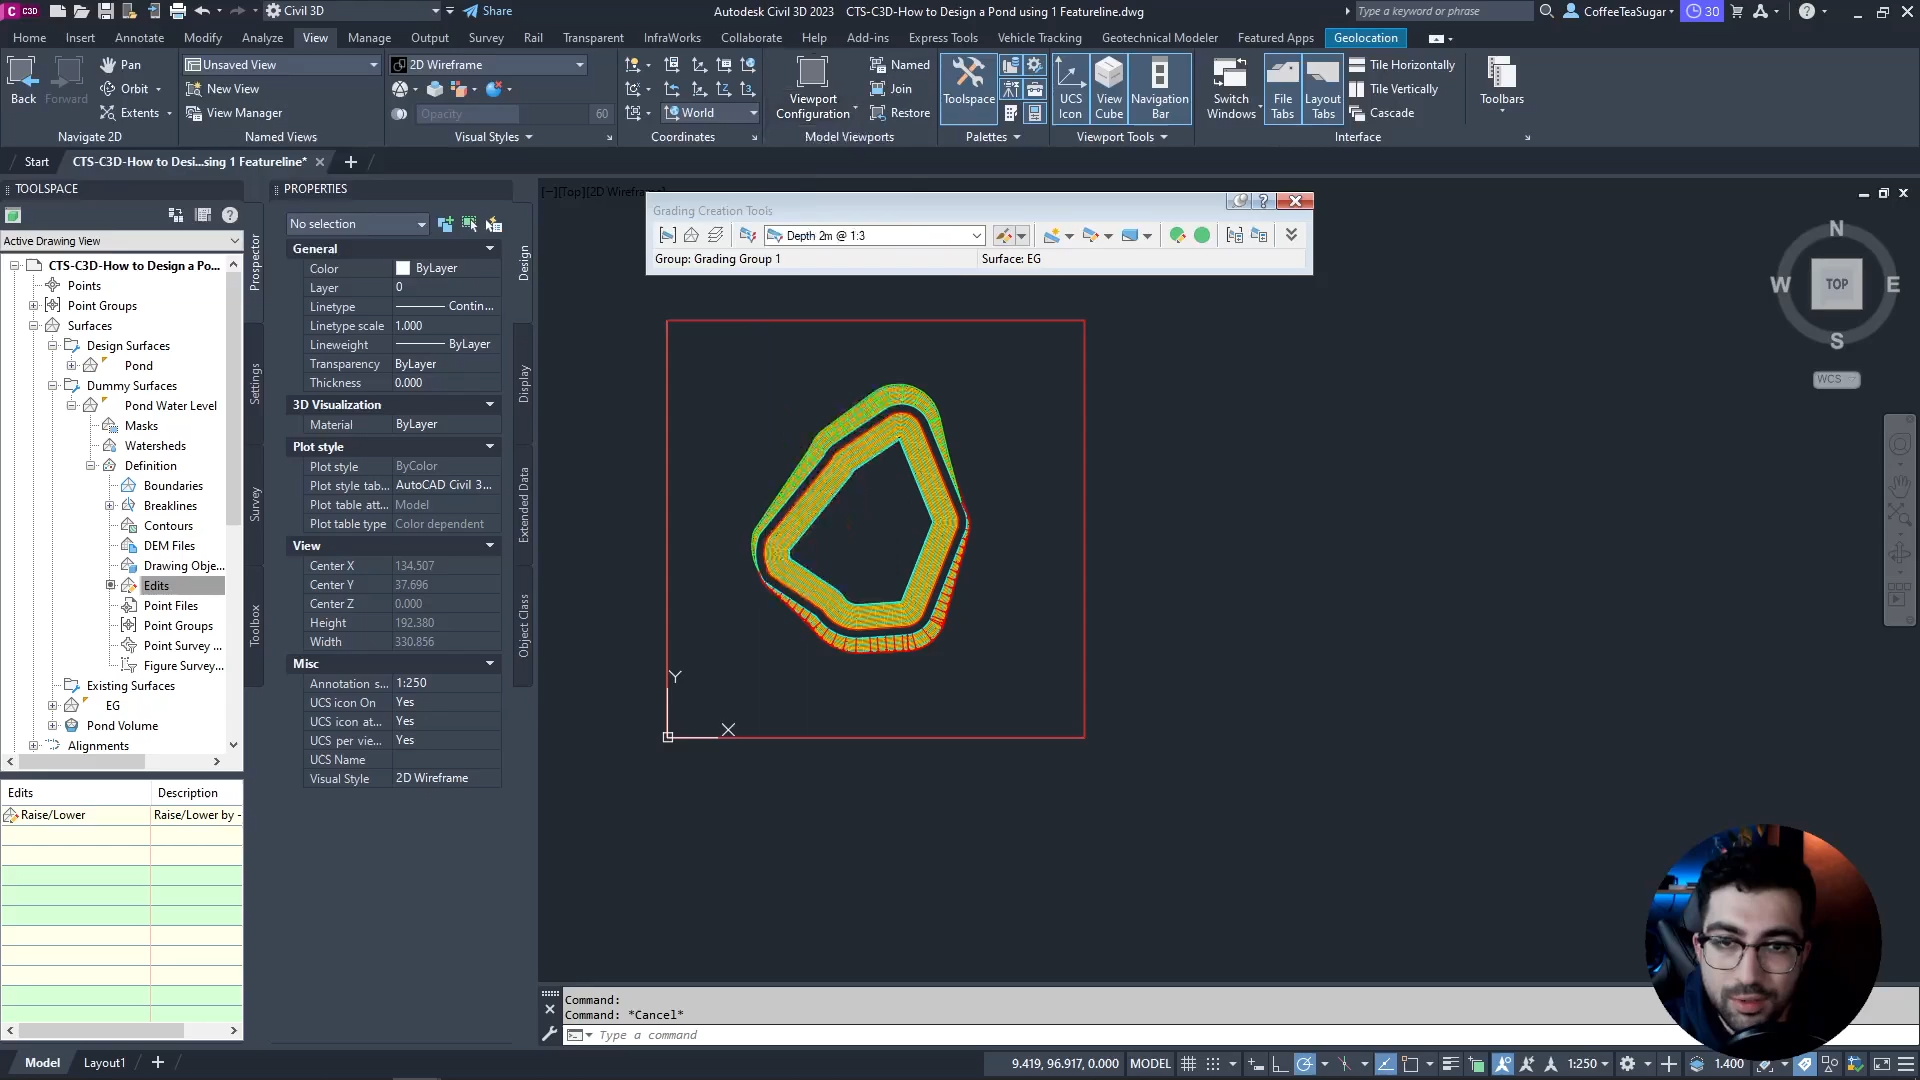 C3D
Civil 3D
Share
Autodesk Civil 3D 2023 CTS-C3D-How to Design a Pond using 1 Featureline.dwg
Type a keyword or phrase
CoffeeTeaSugar
30
Home Insert Annotate Modify Analyze View Manage Output Survey Rail Transparent InfraWorks Collaborate Help Add-ins Express Tools Vehicle Tracking Geotechnical Modeler Featured Apps Geolocation
Back
Forward
Pan
Orbit
Extents
Navigate 2D
Unsaved View
New View
View Manager
Named Views
2D Wireframe
Opacity 60
Visual Styles
World
Coordinates
Viewport
Configuration
Named
Join
Restore
Model Viewports
Toolspace
Palettes
UCS
Icon
View
Cube
Navigation
Bar
Viewport Tools
Switch
Windows
File
Tabs
Layout
Tabs
Tile Horizontally
Tile Vertically
Cascade
Interface
Toolbars
Start
CTS-C3D-How to Desi...sing 1 Featureline*
TOOLSPACE
Active Drawing View
CTS-C3D-How to Design a Po...
Points
Point Groups
Surfaces
Design Surfaces
Pond
Dummy Surfaces
Pond Water Level
Masks
Watersheds
Definition
Boundaries
Breaklines
Contours
DEM Files
Drawing Obje...
Edits
Point Files
Point Groups
Point Survey ...
Figure Survey...
Existing Surfaces
EG
Pond Volume
Alignments
Prospector
Settings
Survey
Toolbox
Edits Description
Raise/Lower Raise/Lower by -
PROPERTIES
No selection
General
Color ByLayer
Layer 0
Linetype Contin...
Linetype scale 1.000
Lineweight ByLayer
Transparency ByLayer
Thickness 0.000
3D Visualization
Material ByLayer
Plot style
Plot style ByColor
Plot style tab... AutoCAD Civil 3...
Plot table att... Model
Plot table type Color dependent
View
Center X 134.507
Center Y 37.696
Center Z 0.000
Height 192.380
Width 330.856
Misc
Annotation s... 1:250
UCS icon On Yes
UCS icon at... Yes
UCS per vie... Yes
UCS Name
Visual Style 2D Wireframe
Design
Display
Extended Data
Object Class
[−][Top][2D Wireframe]
Grading Creation Tools
Depth 2m @ 1:3
Group: Grading Group 1 Surface: EG
N
W TOP E
S
WCS
Y
X
Command:
Command: *Cancel*
Type a command
Model Layout1
9.419, 96.917, 0.000 MODEL 1:250 1.400